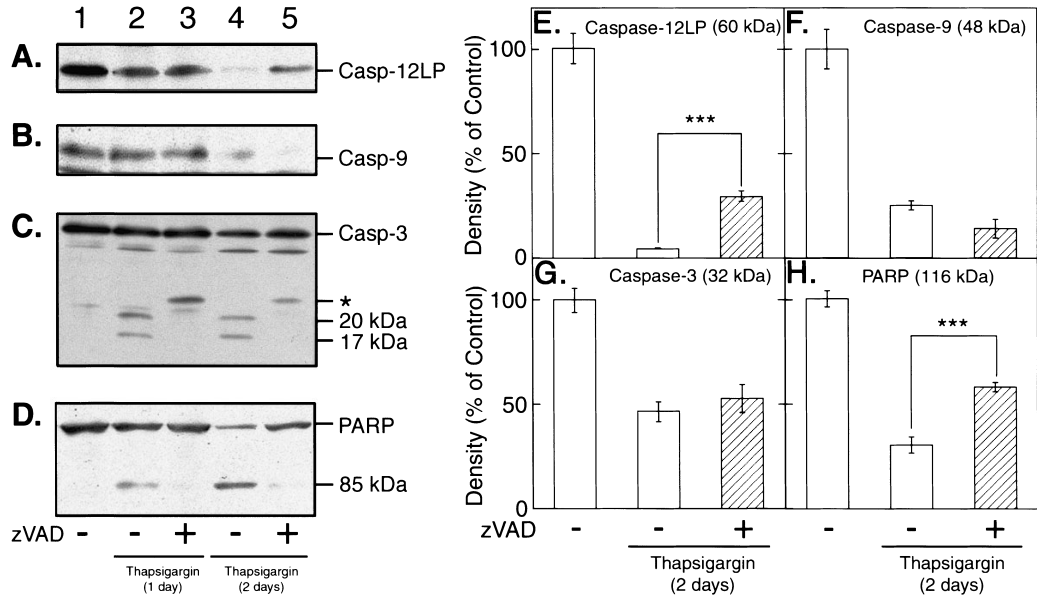 1 2 3 4 5
A. Casp-12LP
B. Casp-9
C. Casp-3
*
20 kDa
17 kDa
D. PARP
85 kDa
zVAD - - + - +
Thapsigargin Thapsigargin
(1 day) (2 days)
E. Caspase-12LP (60 kDa)
100
50
0
Density (% of Control)
***
F. Caspase-9 (48 kDa)
G. Caspase-3 (32 kDa)
100
50
0
Density (% of Control)
H. PARP (116 kDa)
***
zVAD - - + - - +
Thapsigargin Thapsigargin
(2 days) (2 days)